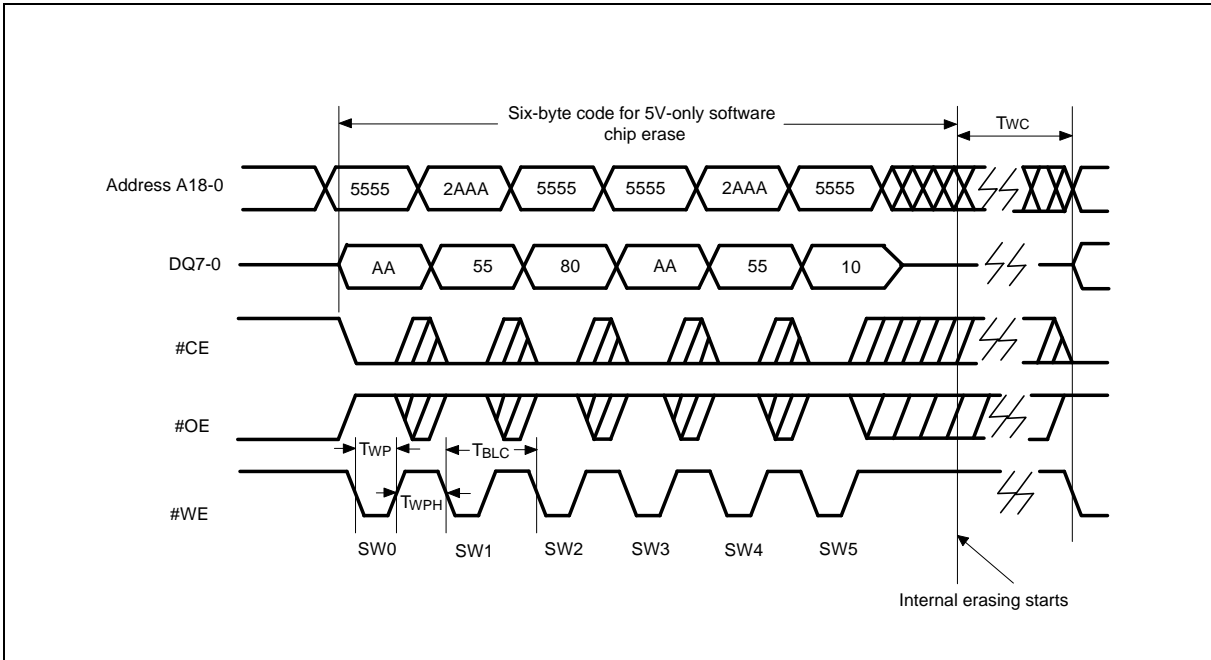 Six-byte code for 5V-only software
chip erase
TWC
Address A18-0
5555
2AAA
5555
5555
2AAA
5555
DQ7-0
AA
55
80
AA
55
10
#CE
#OE
TWP
TBLC
TWPH
#WE
SW0
SW1
SW2
SW3
SW4
SW5
Internal erasing starts